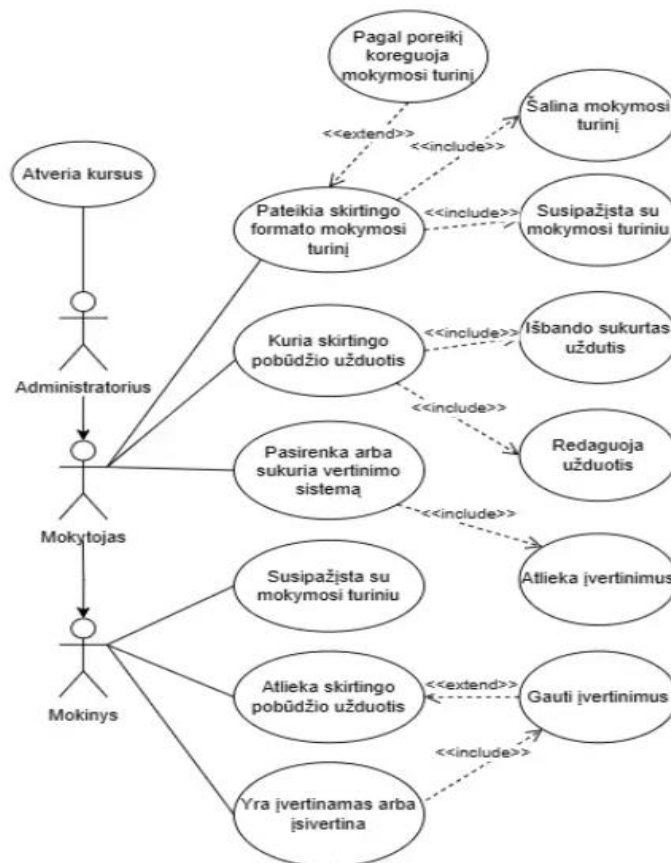 Pagal poreikį
koreguoja
mokymosi turinį
Šalina mokymosi
turinį
<<extend>>
<<include>>
Atveria kursus
Pateikia skirtingo
formato mokymosi
turinį
<<include>>
Susipažįsta su
mokymosi turiniu
Administratorius
Kuria skirtingo
pobūdžio užduotis
<<include>>
Išbando sukurtas
uždutis
<<include>>
Redaguoja
užduotis
Mokytojas
Pasirenka arba
sukuria vertinimo
sistemą
<<include>>
Atlieka įvertinimus
Susipažįsta su
mokymosi turiniu
Mokinys
Atlieka skirtingo
pobūdžio užduotis
<<extend>>
Gauti įvertinimus
<<include>>
Yra įvertinamas arba
įsivertina